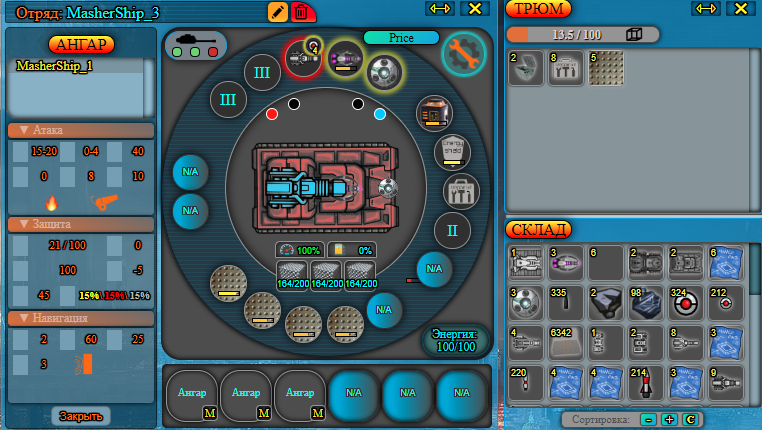 Отряд: MasherShip_3
АНГАР
MasherShip_1
▼ Атака
15-20 0-4 40
0 8 10
▼ Защита
21 / 100 0
100 -5
45 15%\15%\15%
▼ Навигация
2 60 25
3
Закрыть
Price
4
III
III
N/A
N/A
Energy shield
II
N/A
N/A
100% 0%
164/200 164/200 164/200
Энергия:
100/100
Ангар M Ангар M Ангар M N/A N/A N/A
ТРЮМ
13.5 / 100
2 8 5
СКЛАД
1 3 6 2 2 6
3 335 2 98 324 212
4 6342 1 2 8 3
220 4 4 214 3 9
Сортировка: - + C